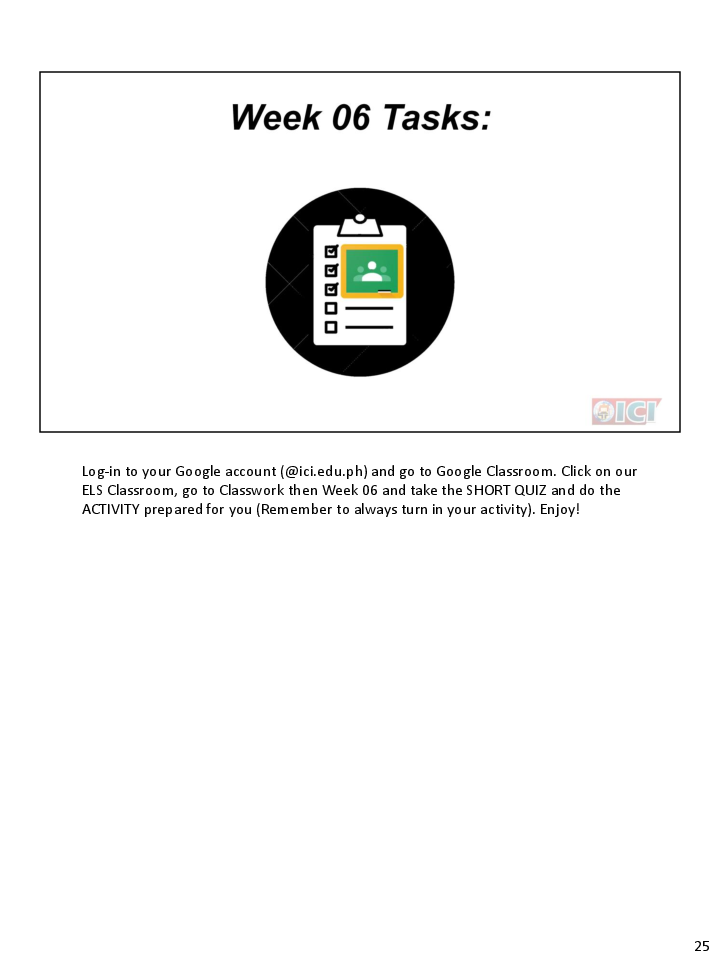 Week 06 Tasks:
ICI
Log-in to your Google account (@ici.edu.ph) and go to Google Classroom. Click on our
ELS Classroom, go to Classwork then Week 06 and take the SHORT QUIZ and do the
ACTIVITY prepared for you (Remember to always turn in your activity). Enjoy!
25